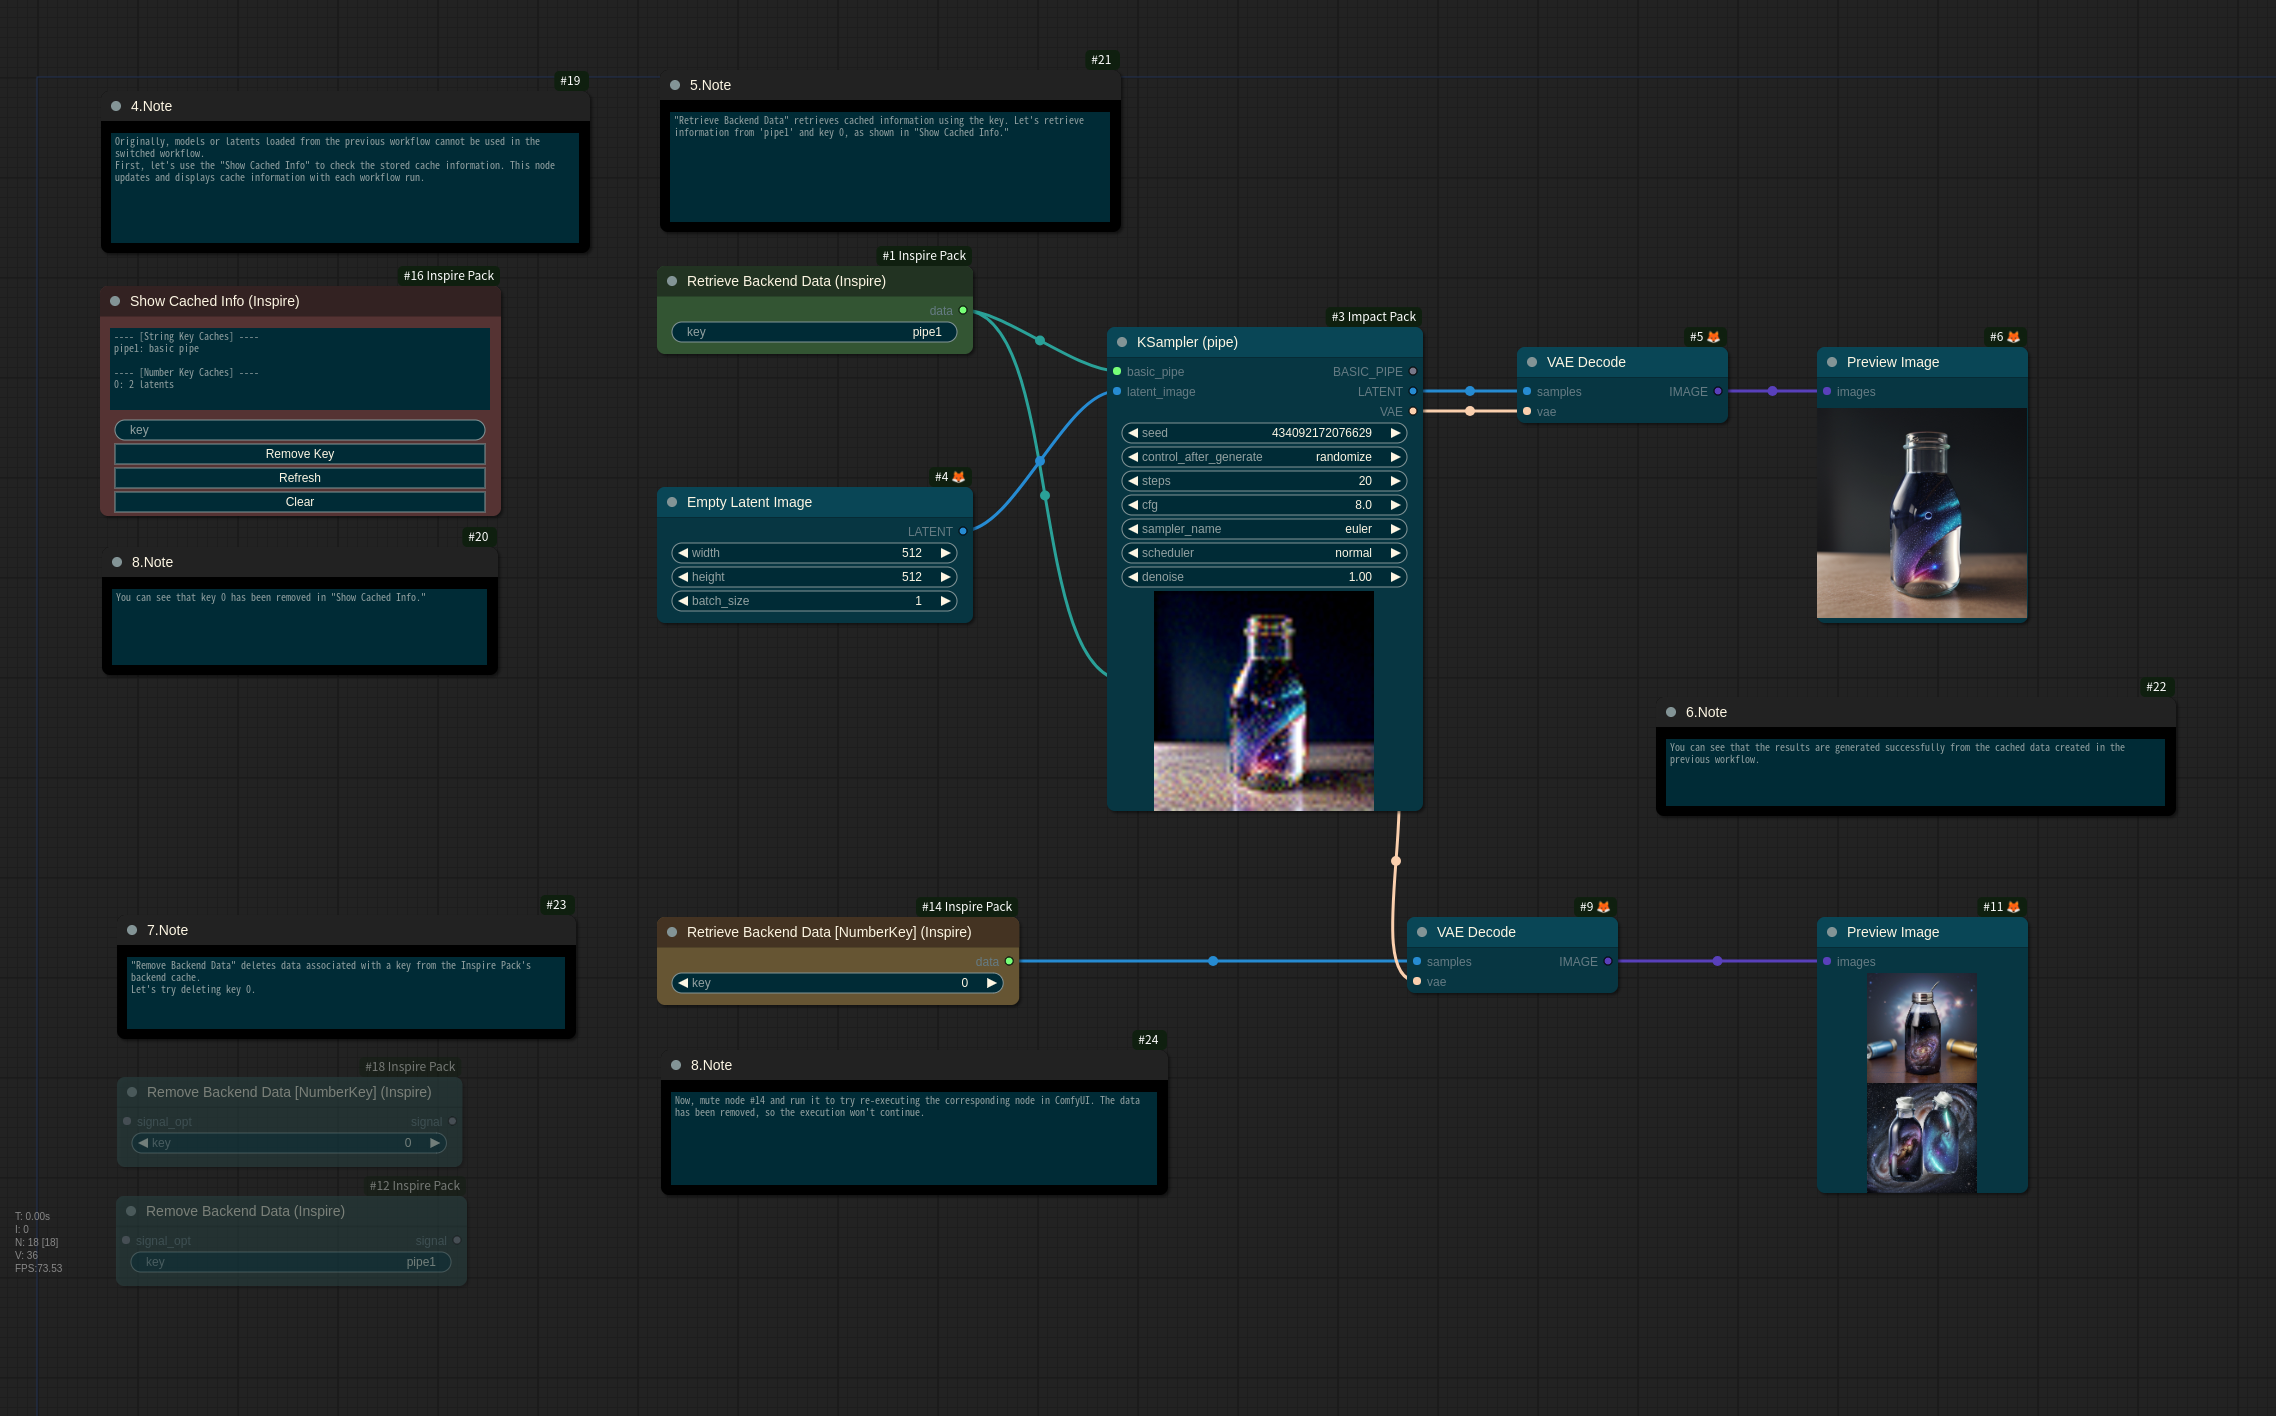 #19
4.Note
Originally, models or latents loaded from the previous workflow cannot be used in the
switched workflow.
First, let's use the "Show Cached Info" to check the stored cache information. This node
updates and displays cache information with each workflow run.
#21
5.Note
"Retrieve Backend Data" retrieves cached information using the key. Let's retrieve
information from 'pipe1' and key 0, as shown in "Show Cached Info."
#16 Inspire Pack
Show Cached Info (Inspire)
---- [String Key Caches] ----
pipe1: basic pipe
---- [Number Key Caches] ----
0: 2 latents
key
Remove Key
Refresh
Clear
#20
8.Note
You can see that key 0 has been removed in "Show Cached Info."
#1 Inspire Pack
Retrieve Backend Data (Inspire)
data
key pipe1
#4
Empty Latent Image
LATENT
width 512
height 512
batch_size 1
#3 Impact Pack
KSampler (pipe)
basic_pipe BASIC_PIPE
latent_image LATENT
VAE
seed 434092172076629
control_after_generate randomize
steps 20
cfg 8.0
sampler_name euler
scheduler normal
denoise 1.00
#5
VAE Decode
samples IMAGE
vae
#6
Preview Image
images
#22
6.Note
You can see that the results are generated successfully from the cached data created in the
previous workflow.
#23
7.Note
"Remove Backend Data" deletes data associated with a key from the Inspire Pack's
backend cache.
Let's try deleting key 0.
#18 Inspire Pack
Remove Backend Data [NumberKey] (Inspire)
signal_opt signal
key 0
#12 Inspire Pack
Remove Backend Data (Inspire)
signal_opt signal
key pipe1
#14 Inspire Pack
Retrieve Backend Data [NumberKey] (Inspire)
data
key 0
#24
8.Note
Now, mute node #14 and run it to try re-executing the corresponding node in ComfyUI. The data
has been removed, so the execution won't continue.
#9
VAE Decode
samples IMAGE
vae
#11
Preview Image
images
T: 0.00s
I: 0
N: 18 [18]
V: 36
FPS:73.53